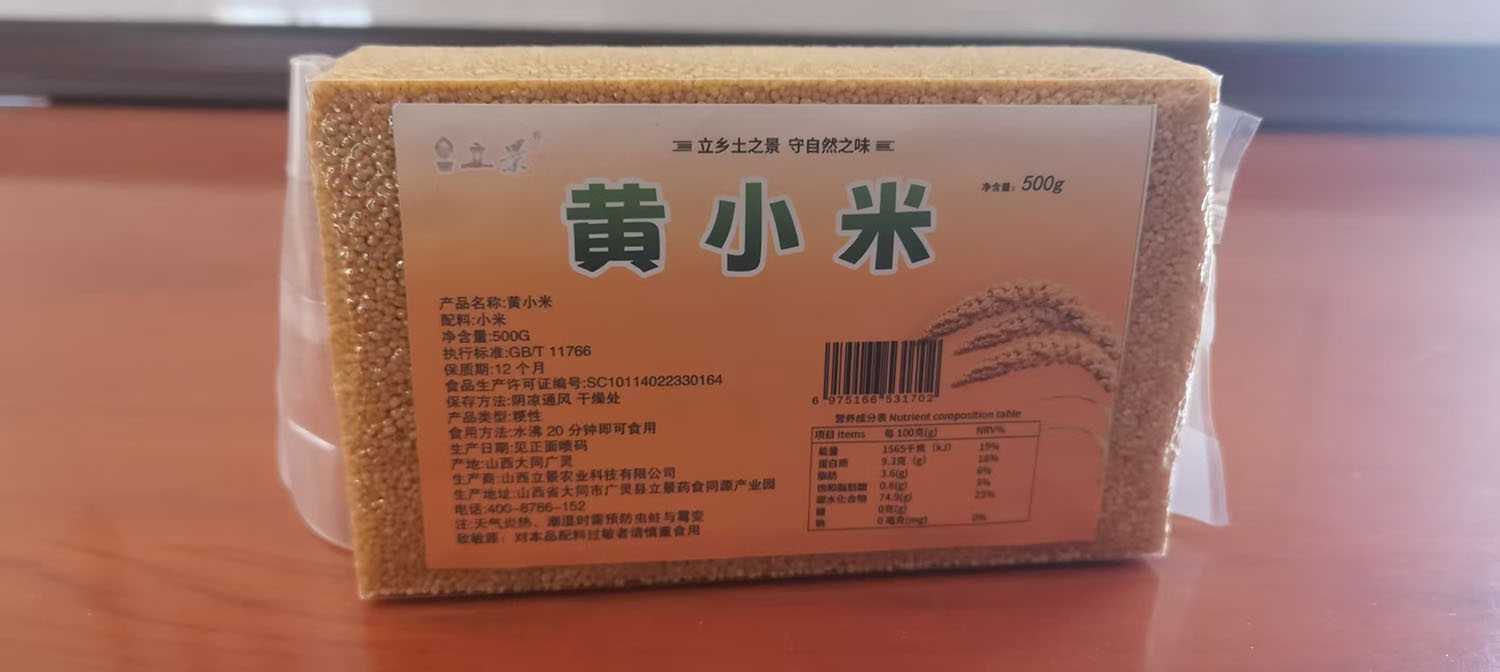 立景®
立乡土之景 守自然之味
黄小米
净含量：500g
产品名称:黄小米
配料:小米
净含量:500G
执行标准:GB/T 11766
保质期:12 个月
食品生产许可证编号:SC10114022330164
保存方法:阴凉通风 干燥处
产品类型:粳性
食用方法:水沸 20 分钟即可食用
生产日期:见正面喷码
产地:山西大同广灵
生产商:山西立景农业科技有限公司
生产地址:山西省大同市广灵县立景药食同源产业园
电话:400-8766-152
注:天气炎热、潮湿时需预防虫蛀与霉变
致敏源：对本品配料过敏者请慎重食用
6 975166 531702
营养成分表 Nutrient composition table
项目 items 每 100克(g) NRV%
能量 1565千焦（kJ） 19%
蛋白质 9.3克（g） 16%
脂肪 3.6(g) 6%
饱和脂肪酸 0.6(g) 3%
碳水化合物 74.9(g) 25%
糖 0克(g)
钠 0 毫克(mg) 0%